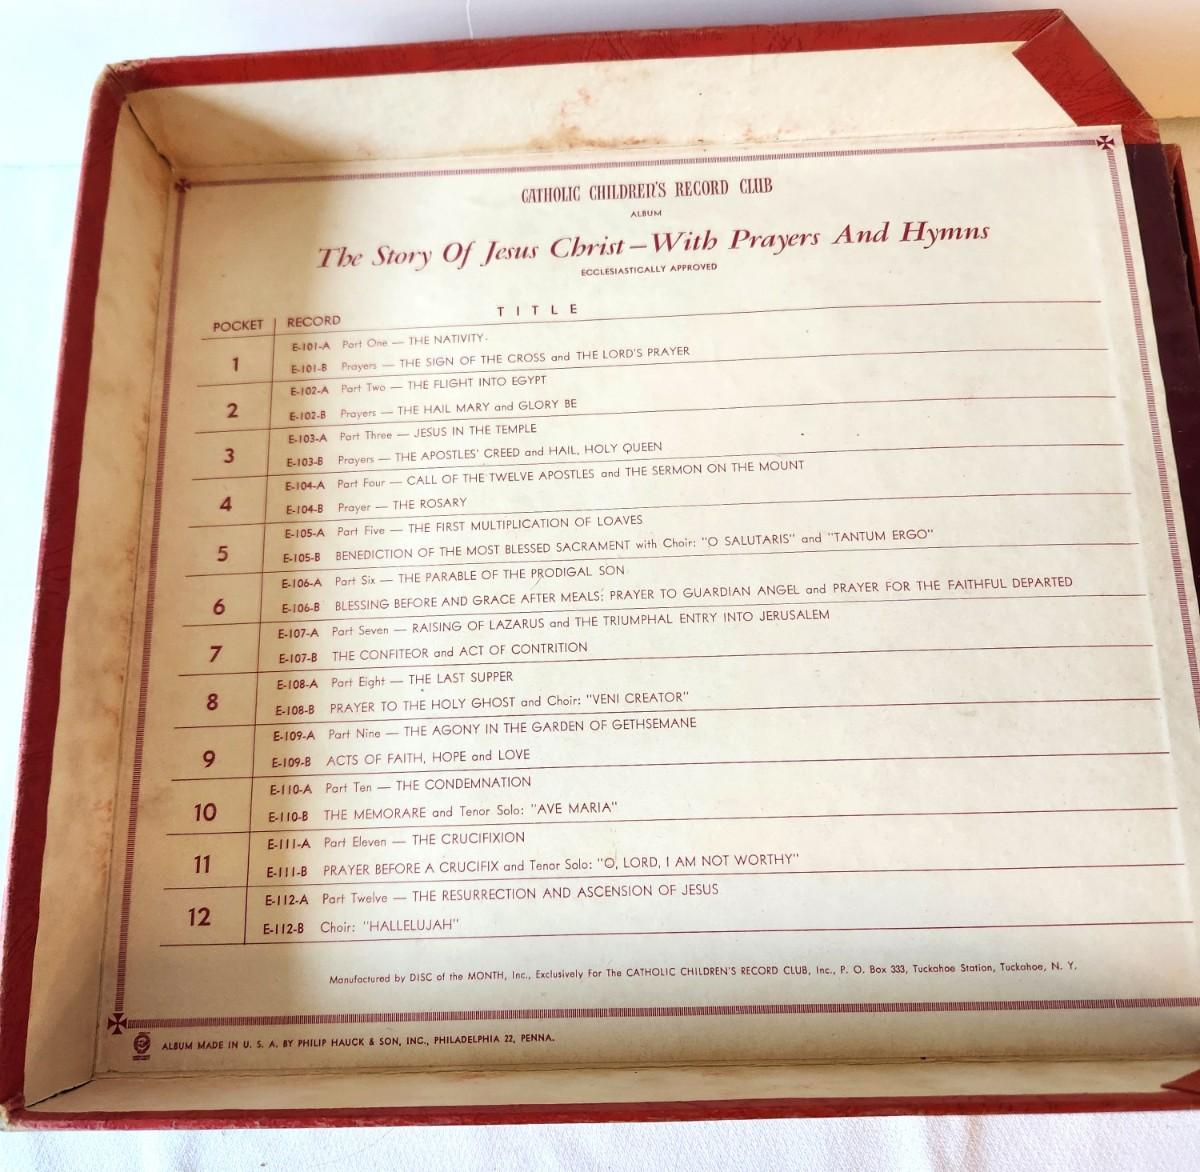 CATHOLIC CHILDREN'S RECORD CLUB
ALBUM
The Story Of Jesus Christ—With Prayers And Hymns
ECCLESIASTICALLY APPROVED
POCKET RECORD TITLE
1
E-101-A Part One — THE NATIVITY.
E-101-B Prayers — THE SIGN OF THE CROSS and THE LORD'S PRAYER
2
E-102-A Part Two — THE FLIGHT INTO EGYPT
E-102-B Prayers — THE HAIL MARY and GLORY BE
3
E-103-A Part Three — JESUS IN THE TEMPLE
E-103-B Prayers — THE APOSTLES' CREED and HAIL, HOLY QUEEN
4
E-104-A Part Four — CALL OF THE TWELVE APOSTLES and THE SERMON ON THE MOUNT
E-104-B Prayer — THE ROSARY
5
E-105-A Part Five — THE FIRST MULTIPLICATION OF LOAVES
E-105-B BENEDICTION OF THE MOST BLESSED SACRAMENT with Choir: "O SALUTARIS" and "TANTUM ERGO"
6
E-106-A Part Six — THE PARABLE OF THE PRODIGAL SON
E-106-B BLESSING BEFORE AND GRACE AFTER MEALS; PRAYER TO GUARDIAN ANGEL and PRAYER FOR THE FAITHFUL DEPARTED
7
E-107-A Part Seven — RAISING OF LAZARUS and THE TRIUMPHAL ENTRY INTO JERUSALEM
E-107-B THE CONFITEOR and ACT OF CONTRITION
8
E-108-A Part Eight — THE LAST SUPPER
E-108-B PRAYER TO THE HOLY GHOST and Choir: "VENI CREATOR"
9
E-109-A Part Nine — THE AGONY IN THE GARDEN OF GETHSEMANE
E-109-B ACTS OF FAITH, HOPE and LOVE
10
E-110-A Part Ten — THE CONDEMNATION
E-110-B THE MEMORARE and Tenor Solo: "AVE MARIA"
11
E-111-A Part Eleven — THE CRUCIFIXION
E-111-B PRAYER BEFORE A CRUCIFIX and Tenor Solo: "O, LORD, I AM NOT WORTHY"
12
E-112-A Part Twelve — THE RESURRECTION AND ASCENSION OF JESUS
E-112-B Choir: "HALLELUJAH"
Manufactured by DISC of the MONTH, Inc., Exclusively For The CATHOLIC CHILDREN'S RECORD CLUB, Inc., P. O. Box 333, Tuckahoe Station, Tuckahoe, N. Y.
ALBUM MADE IN U. S. A. BY PHILIP HAUCK & SON, INC., PHILADELPHIA 22, PENNA.